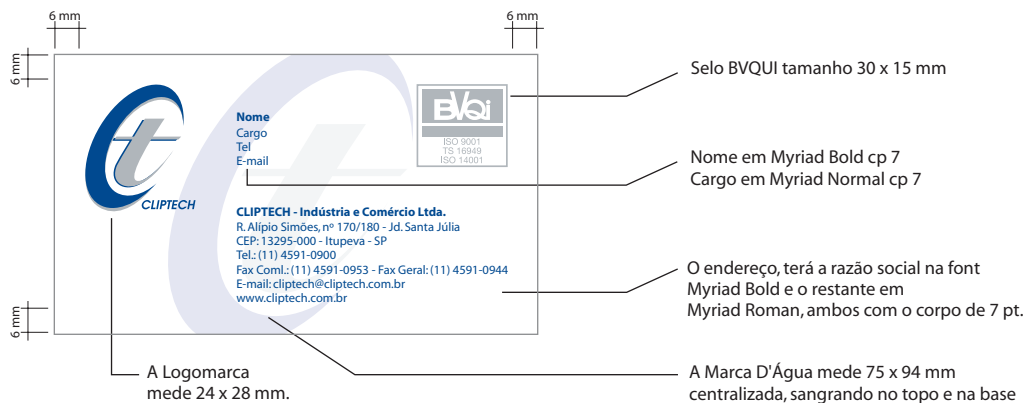 6 mm
6 mm
6 mm
Selo BVQUI tamanho 30 x 15 mm
BVQi
ISO 9001
TS 16949
ISO 14001
Nome
Cargo
Tel
E-mail
Nome em Myriad Bold cp 7
Cargo em Myriad Normal cp 7
ct
CLIPTECH
CLIPTECH - Indústria e Comércio Ltda.
R. Alípio Simões, nº 170/180 - Jd. Santa Júlia
CEP: 13295-000 - Itupeva - SP
Tel.: (11) 4591-0900
Fax Coml.: (11) 4591-0953 - Fax Geral: (11) 4591-0944
E-mail: cliptech@cliptech.com.br
www.cliptech.com.br
O endereço, terá a razão social na font
Myriad Bold e o restante em
Myriad Roman, ambos com o corpo de 7 pt.
6 mm
A Logomarca
mede 24 x 28 mm.
A Marca D'Água mede 75 x 94 mm
centralizada, sangrando no topo e na base